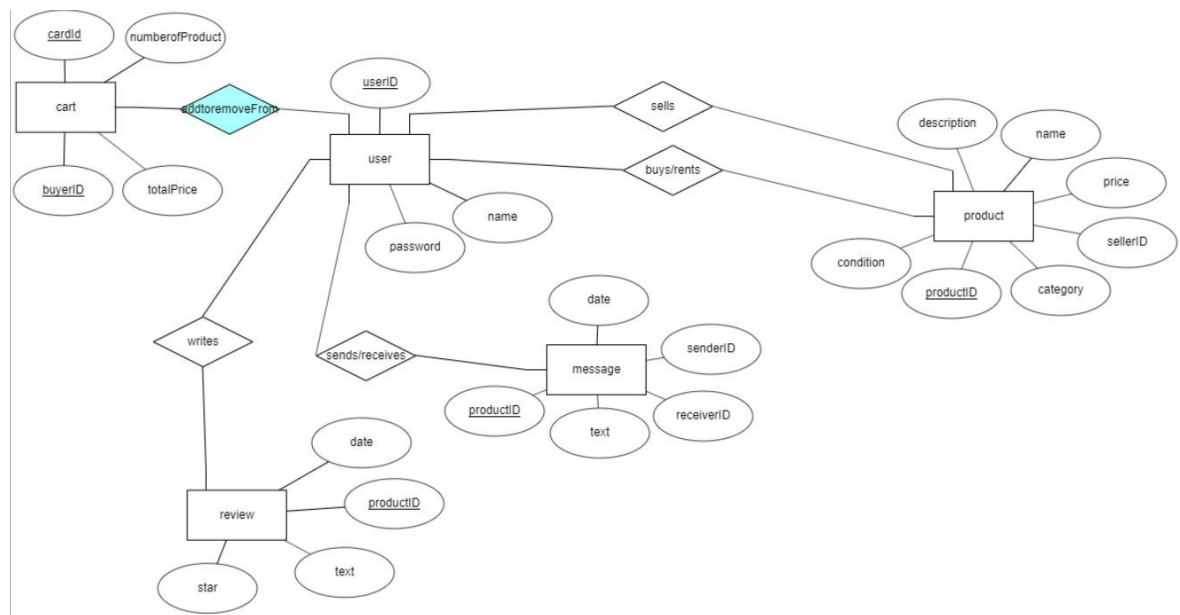 cardId
numberofProduct
cart
addtoremoveFrom
buyerID
totalPrice
userID
user
password
name
sells
buys/rents
description
name
price
product
sellerID
condition
productID
category
writes
sends/receives
date
message
senderID
productID
text
receiverID
date
review
productID
star
text